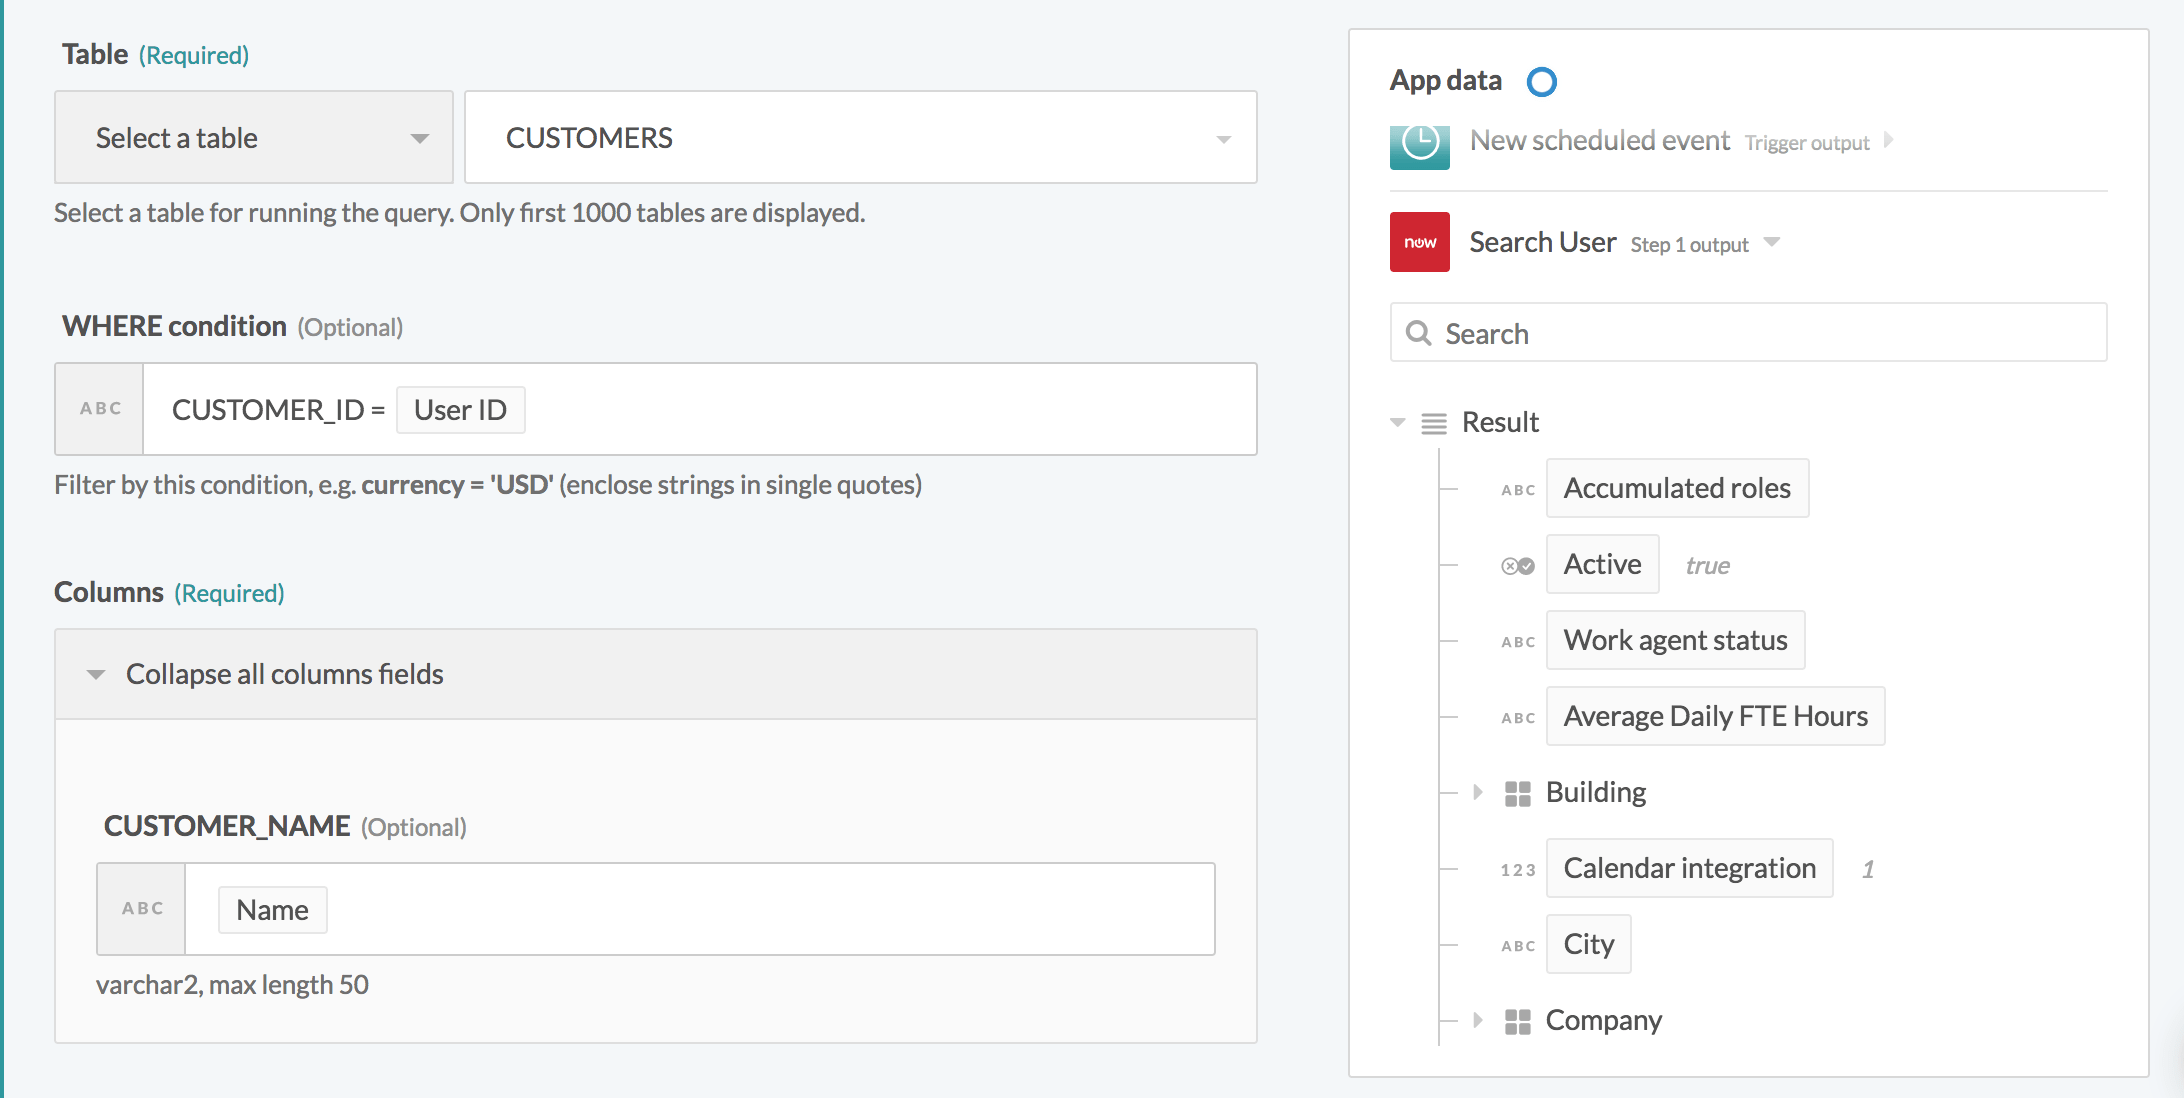 Table (Required)
Select a table
CUSTOMERS
Select a table for running the query. Only first 1000 tables are displayed.
WHERE condition (Optional)
ABC
CUSTOMER_ID = User ID
Filter by this condition, e.g. currency = 'USD' (enclose strings in single quotes)
Columns (Required)
Collapse all columns fields
CUSTOMER_NAME (Optional)
ABC
Name
varchar2, max length 50
App data
New scheduled event Trigger output
now
Search User Step 1 output
Search
Result
ABC Accumulated roles
Active true
ABC Work agent status
ABC Average Daily FTE Hours
Building
123 Calendar integration 1
ABC City
Company